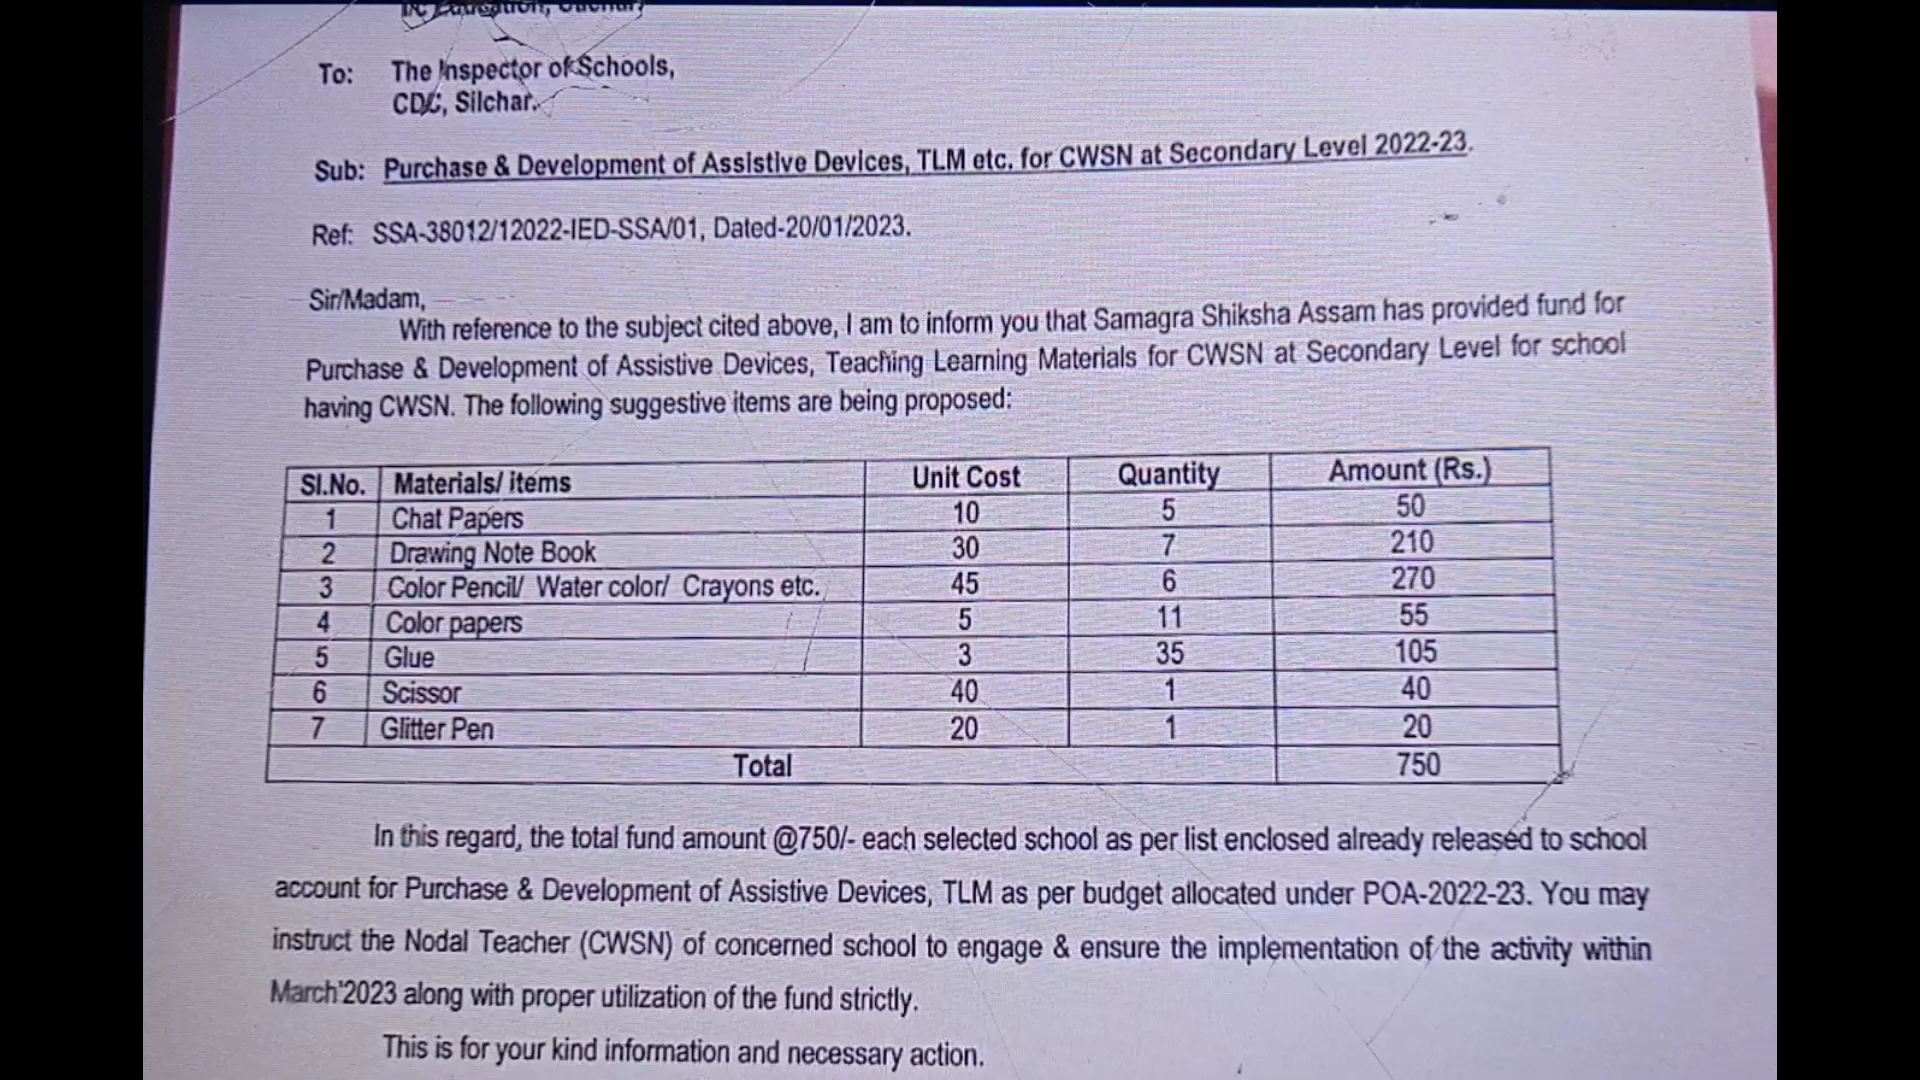 To: The Inspector of Schools,
CDC, Silchar.
Sub: Purchase & Development of Assistive Devices, TLM etc. for CWSN at Secondary Level 2022-23.
Ref: SSA-38012/12022-IED-SSA/01, Dated-20/01/2023.
Sir/Madam,
With reference to the subject cited above, I am to inform you that Samagra Shiksha Assam has provided fund for
Purchase & Development of Assistive Devices, Teaching Learning Materials for CWSN at Secondary Level for school
having CWSN. The following suggestive items are being proposed:
Sl.No. Materials/ items Unit Cost Quantity Amount (Rs.)
1 Chat Papers 10 5 50
2 Drawing Note Book 30 7 210
3 Color Pencil/ Water color/ Crayons etc. 45 6 270
4 Color papers 5 11 55
5 Glue 3 35 105
6 Scissor 40 1 40
7 Glitter Pen 20 1 20
Total 750
In this regard, the total fund amount @750/- each selected school as per list enclosed already released to school
account for Purchase & Development of Assistive Devices, TLM as per budget allocated under POA-2022-23. You may
instruct the Nodal Teacher (CWSN) of concerned school to engage & ensure the implementation of the activity within
March'2023 along with proper utilization of the fund strictly.
This is for your kind information and necessary action.